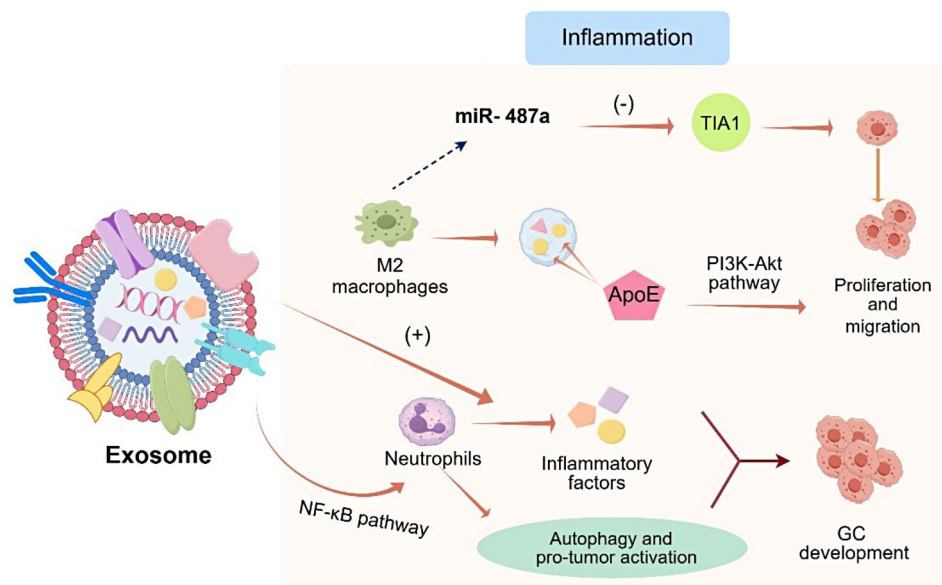 Inflammation
miR- 487a
(-)
TIA1
M2
macrophages
ApoE
PI3K-Akt
pathway
Proliferation
and
migration
(+)
Exosome
Neutrophils
Inflammatory
factors
NF-κB pathway
Autophagy and
pro-tumor activation
GC
development